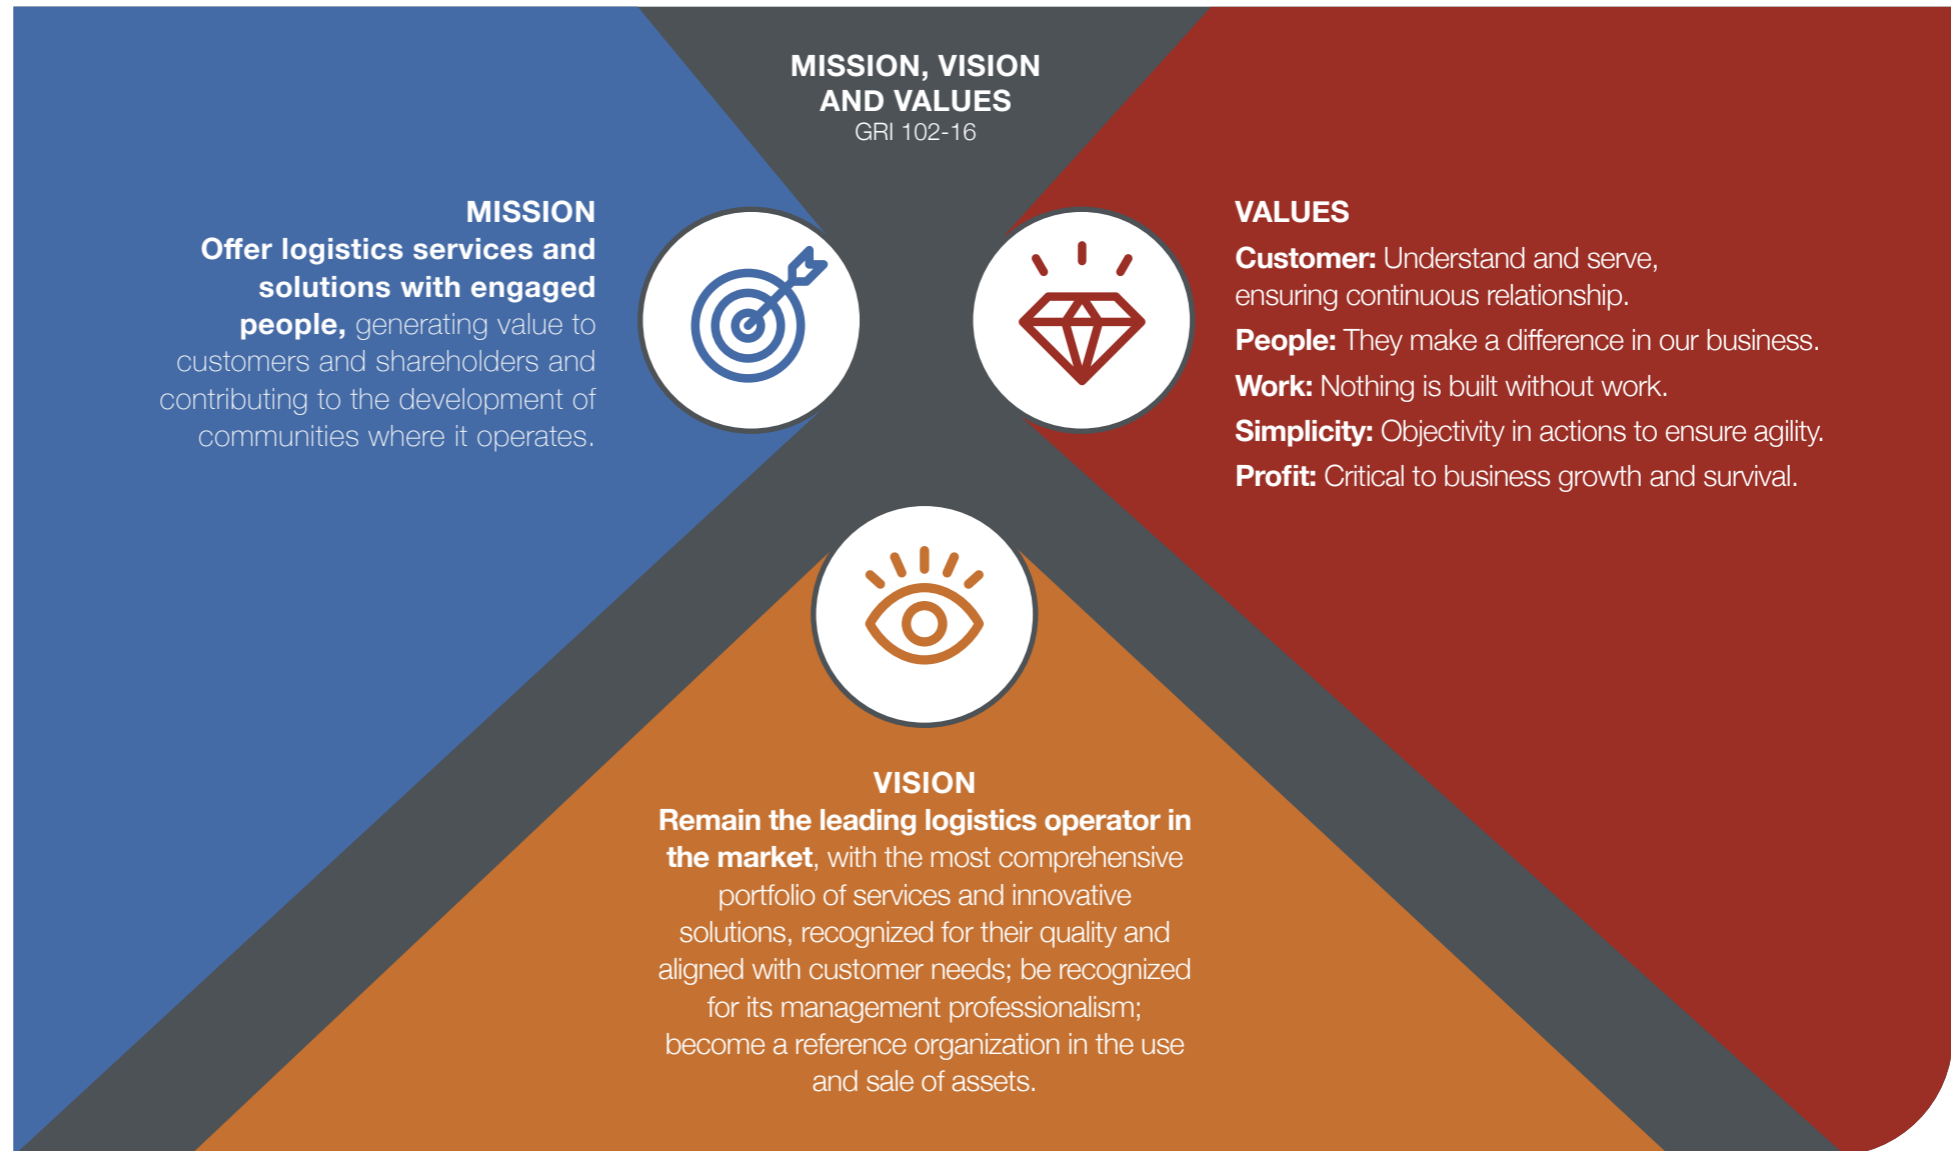 MISSION, VISION
AND VALUES
GRI 102-16
MISSION
Offer logistics services and
solutions with engaged
people, generating value to
customers and shareholders and
contributing to the development of
communities where it operates.
VALUES
Customer: Understand and serve,
ensuring continuous relationship.
People: They make a difference in our business.
Work: Nothing is built without work.
Simplicity: Objectivity in actions to ensure agility.
Profit: Critical to business growth and survival.
VISION
Remain the leading logistics operator in
the market, with the most comprehensive
portfolio of services and innovative
solutions, recognized for their quality and
aligned with customer needs; be recognized
for its management professionalism;
become a reference organization in the use
and sale of assets.